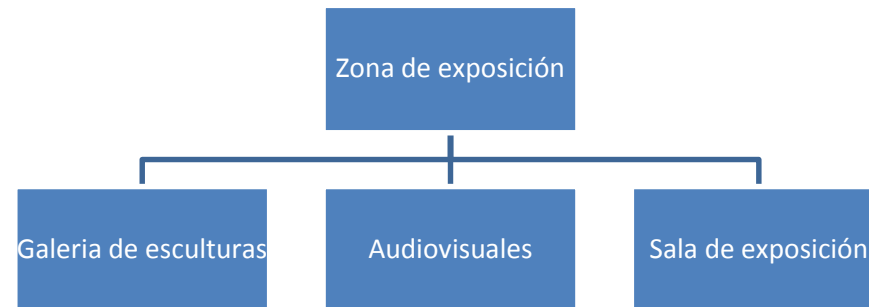 Zona de exposición
Galeria de esculturas
Audiovisuales
Sala de exposición